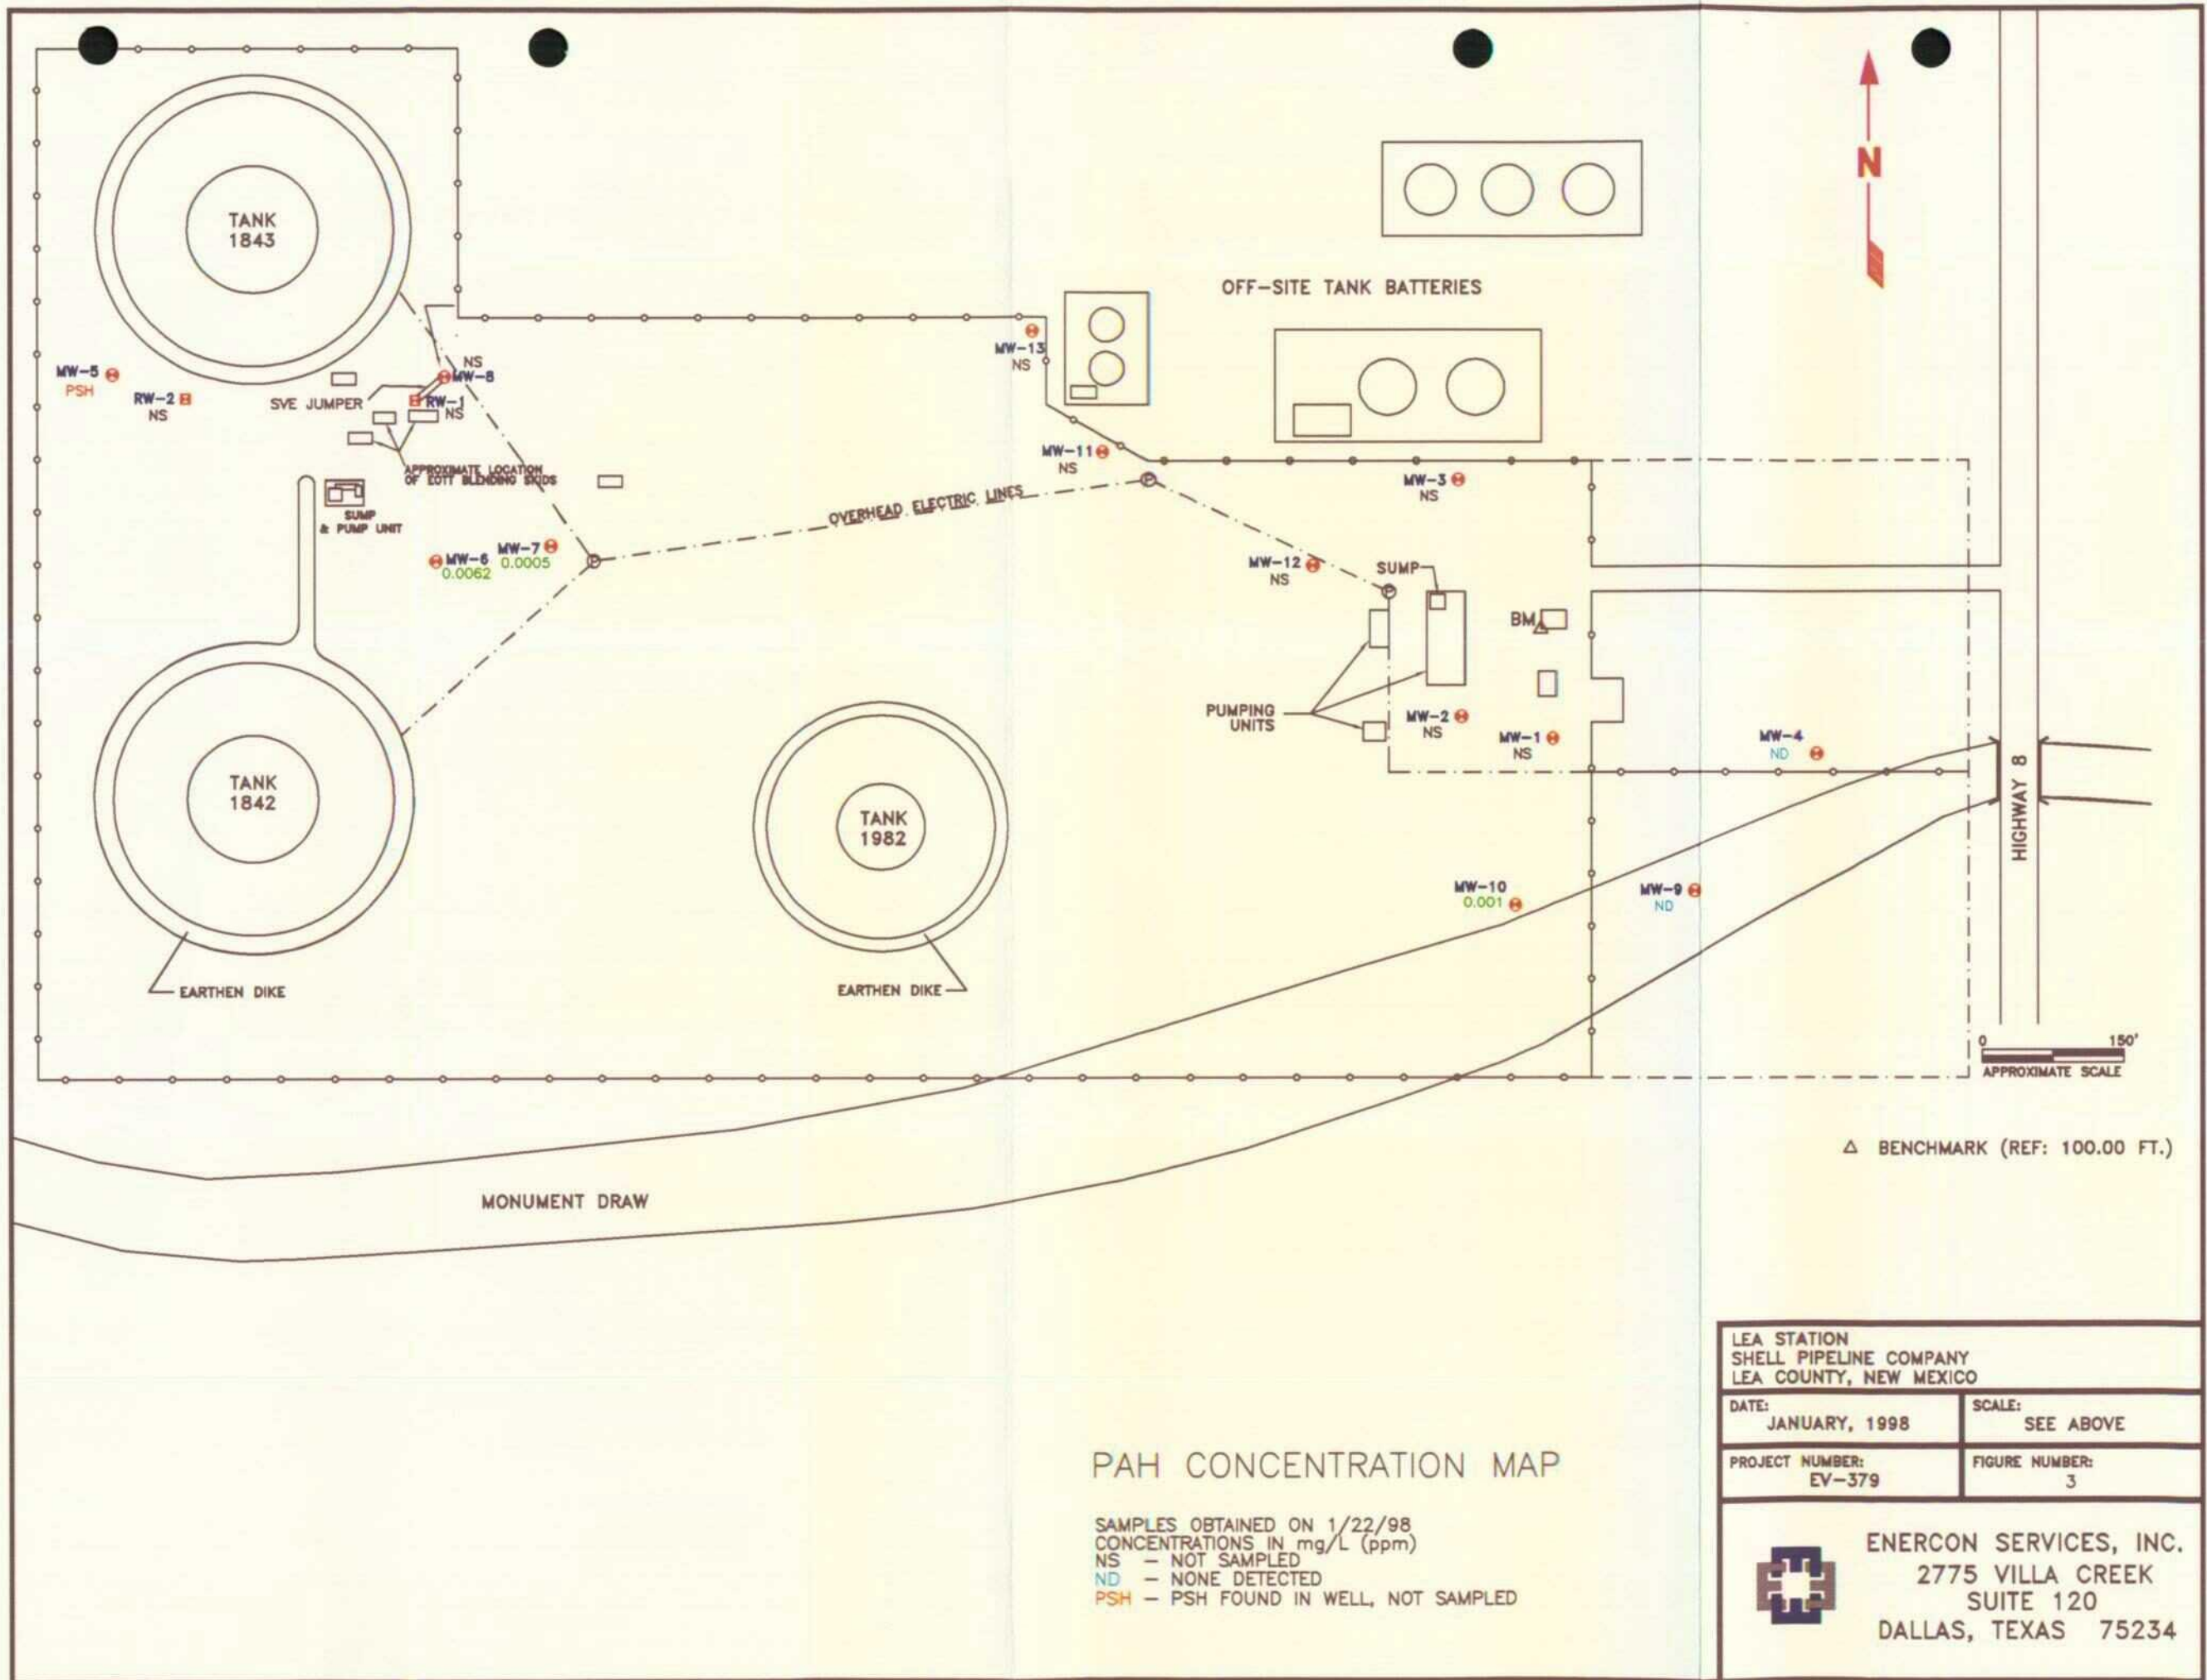 N
TANK
1843
OFF-SITE TANK BATTERIES
MW-13
NS
MW-5
PSH
RW-2
NS
NS
MW-8
SVE JUMPER
RW-1
NS
APPROXIMATE LOCATION
OF EOTT BLENDING SKIDS
MW-11
NS
MW-3
NS
SUMP
& PUMP UNIT
OVERHEAD ELECTRIC LINES
MW-6
0.0062
MW-7
0.0005
P
P
P
MW-12
NS
SUMP
BM
PUMPING
UNITS
MW-2
NS
MW-1
NS
MW-4
ND
HIGHWAY 8
TANK
1842
TANK
1982
MW-10
0.001
MW-9
ND
EARTHEN DIKE
EARTHEN DIKE
0 150'
APPROXIMATE SCALE
△ BENCHMARK (REF: 100.00 FT.)
MONUMENT DRAW
PAH CONCENTRATION MAP
SAMPLES OBTAINED ON 1/22/98
CONCENTRATIONS IN mg/L (ppm)
NS - NOT SAMPLED
ND - NONE DETECTED
PSH - PSH FOUND IN WELL, NOT SAMPLED
LEA STATION
SHELL PIPELINE COMPANY
LEA COUNTY, NEW MEXICO
DATE:
JANUARY, 1998
SCALE:
SEE ABOVE
PROJECT NUMBER:
EV-379
FIGURE NUMBER:
3
ENERCON SERVICES, INC.
2775 VILLA CREEK
SUITE 120
DALLAS, TEXAS 75234